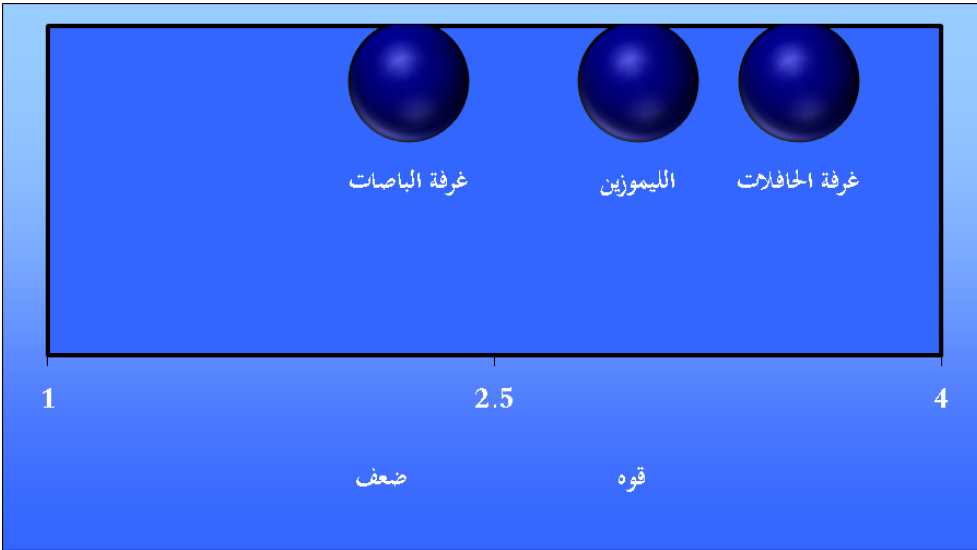 غرفة الحافلات
الليموزين
غرفة الباصات
1
2.5
4
قوه
ضعف